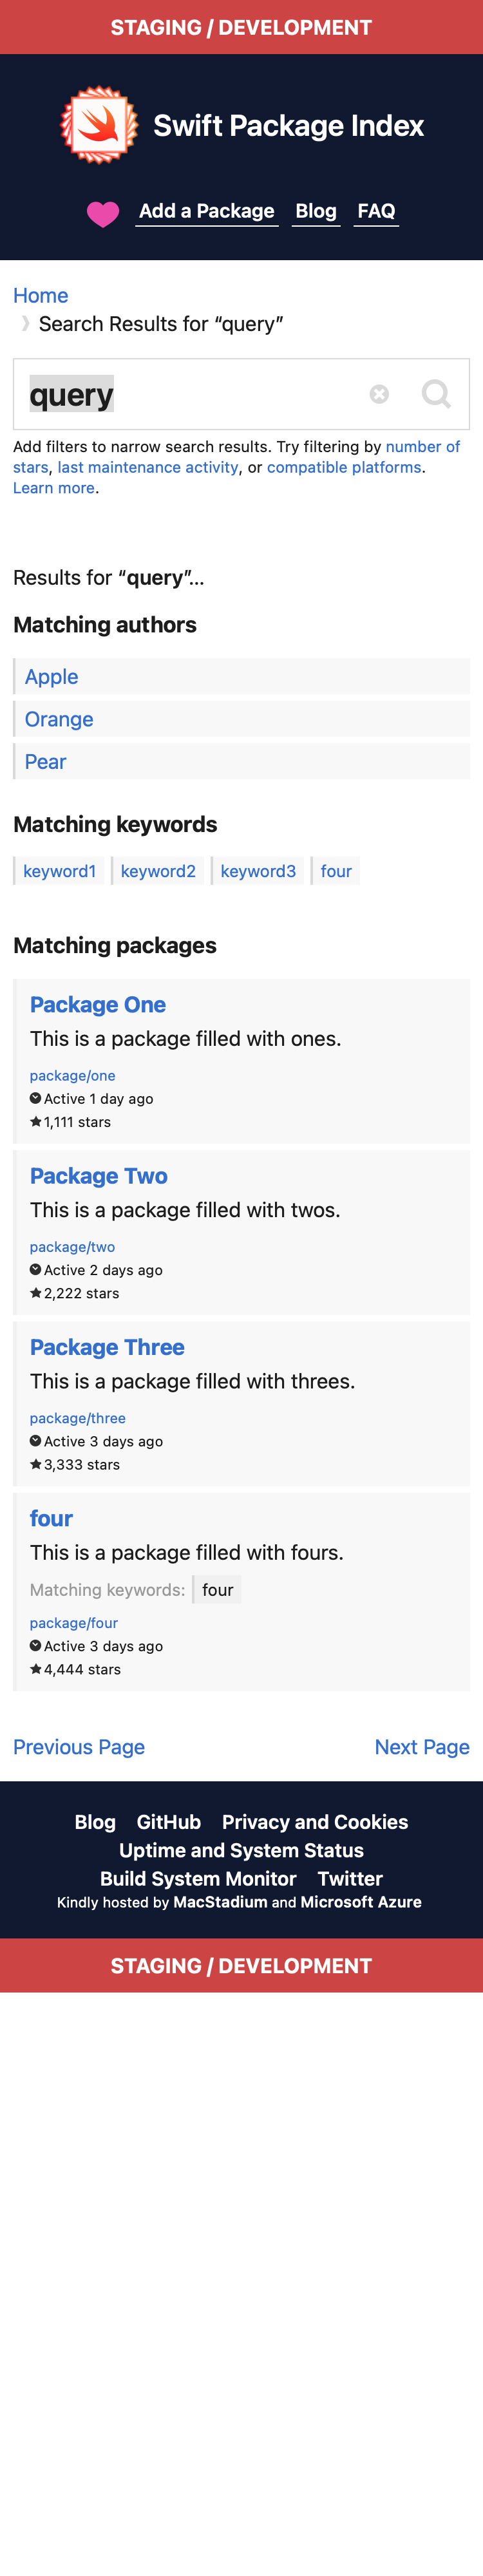 STAGING / DEVELOPMENT
Swift Package Index
Add a Package Blog FAQ
Home
Search Results for “query”
query
Add filters to narrow search results. Try filtering by number of
stars, last maintenance activity, or compatible platforms.
Learn more.
Results for “query”…
Matching authors
Apple
Orange
Pear
Matching keywords
keyword1 keyword2 keyword3 four
Matching packages
Package One
This is a package filled with ones.
package/one
Active 1 day ago
1,111 stars
Package Two
This is a package filled with twos.
package/two
Active 2 days ago
2,222 stars
Package Three
This is a package filled with threes.
package/three
Active 3 days ago
3,333 stars
four
This is a package filled with fours.
Matching keywords: four
package/four
Active 3 days ago
4,444 stars
Previous Page Next Page
Blog GitHub Privacy and Cookies
Uptime and System Status
Build System Monitor Twitter
Kindly hosted by MacStadium and Microsoft Azure
STAGING / DEVELOPMENT